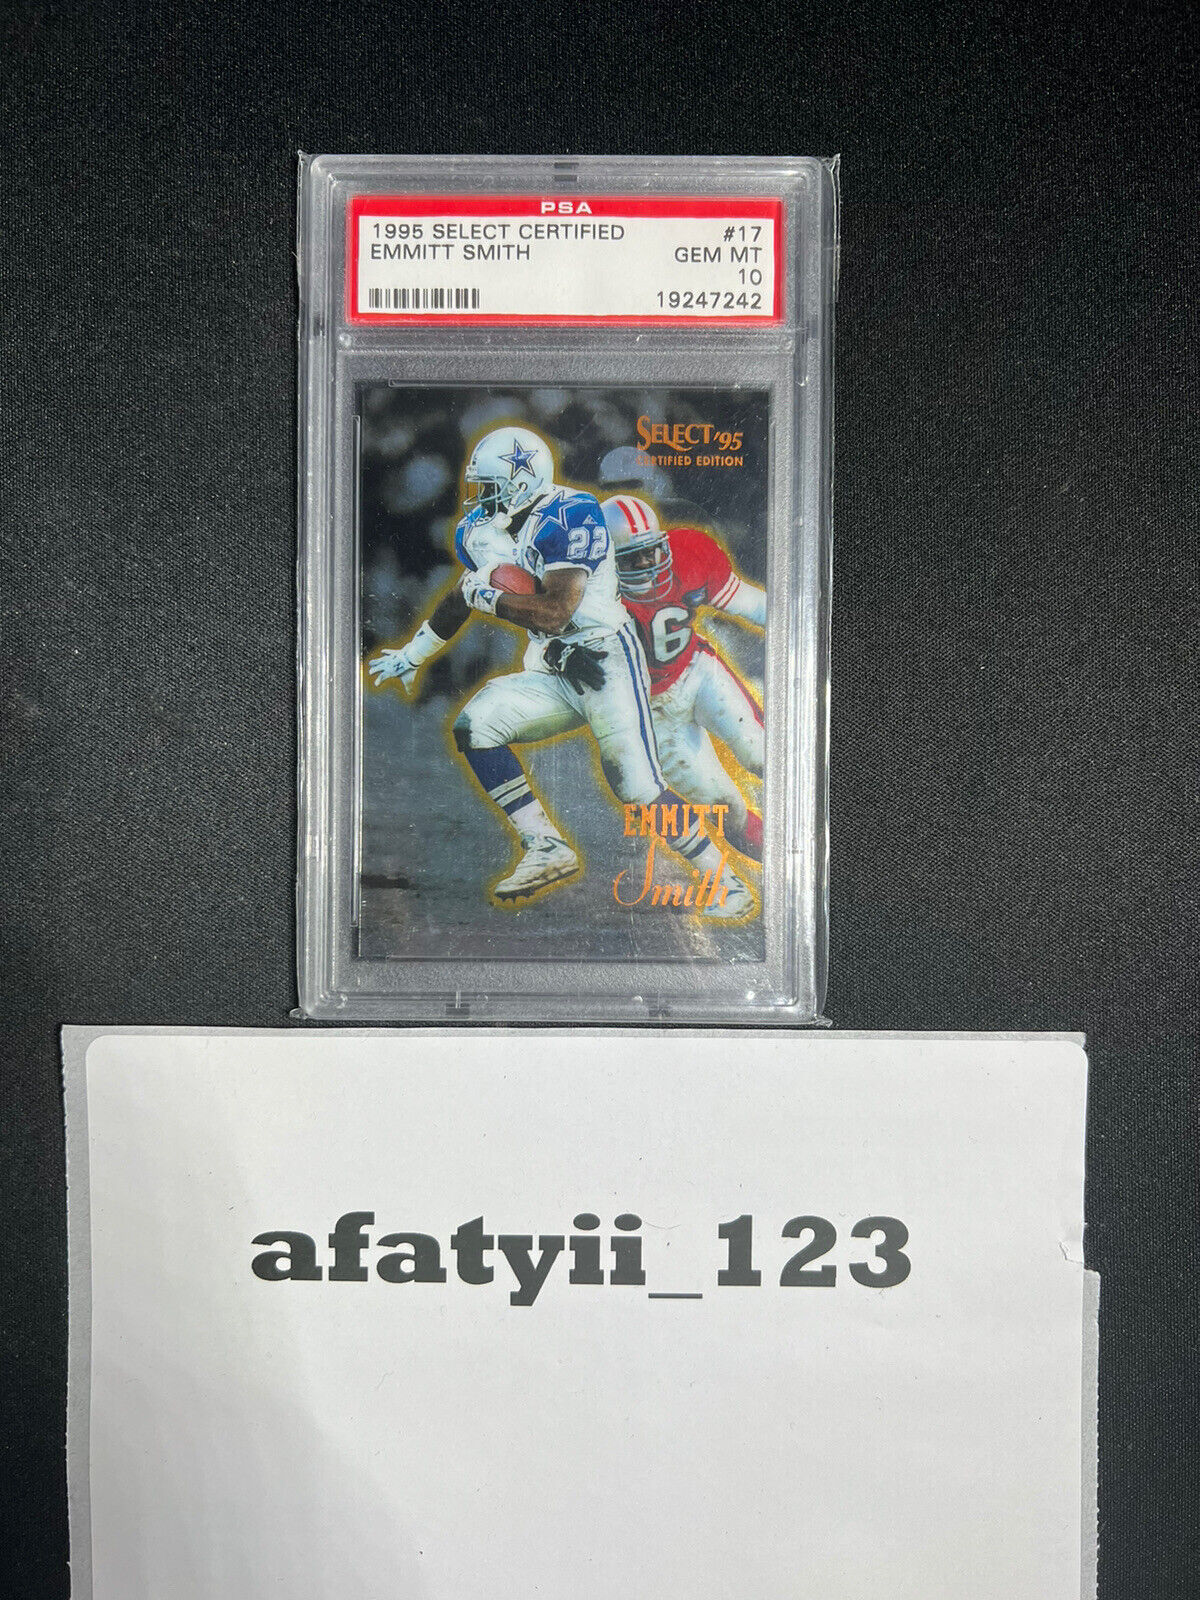 PSA
1995 SELECT CERTIFIED #17
EMMITT SMITH GEM MT
10
19247242
SELECT '95
CERTIFIED EDITION
22
6
EMMITT
Smith
afatyii_123